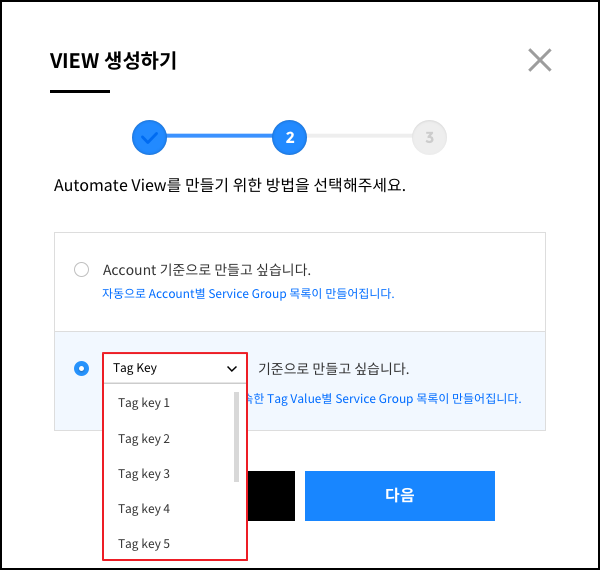 VIEW 생성하기
2
3
Automate View를 만들기 위한 방법을 선택해주세요.
Account 기준으로 만들고 싶습니다.
자동으로 Account별 Service Group 목록이 만들어집니다.
Tag Key 기준으로 만들고 싶습니다.
Tag Value별 Service Group 목록이 만들어집니다.
Tag key 1
Tag key 2
Tag key 3
Tag key 4
Tag key 5
다음